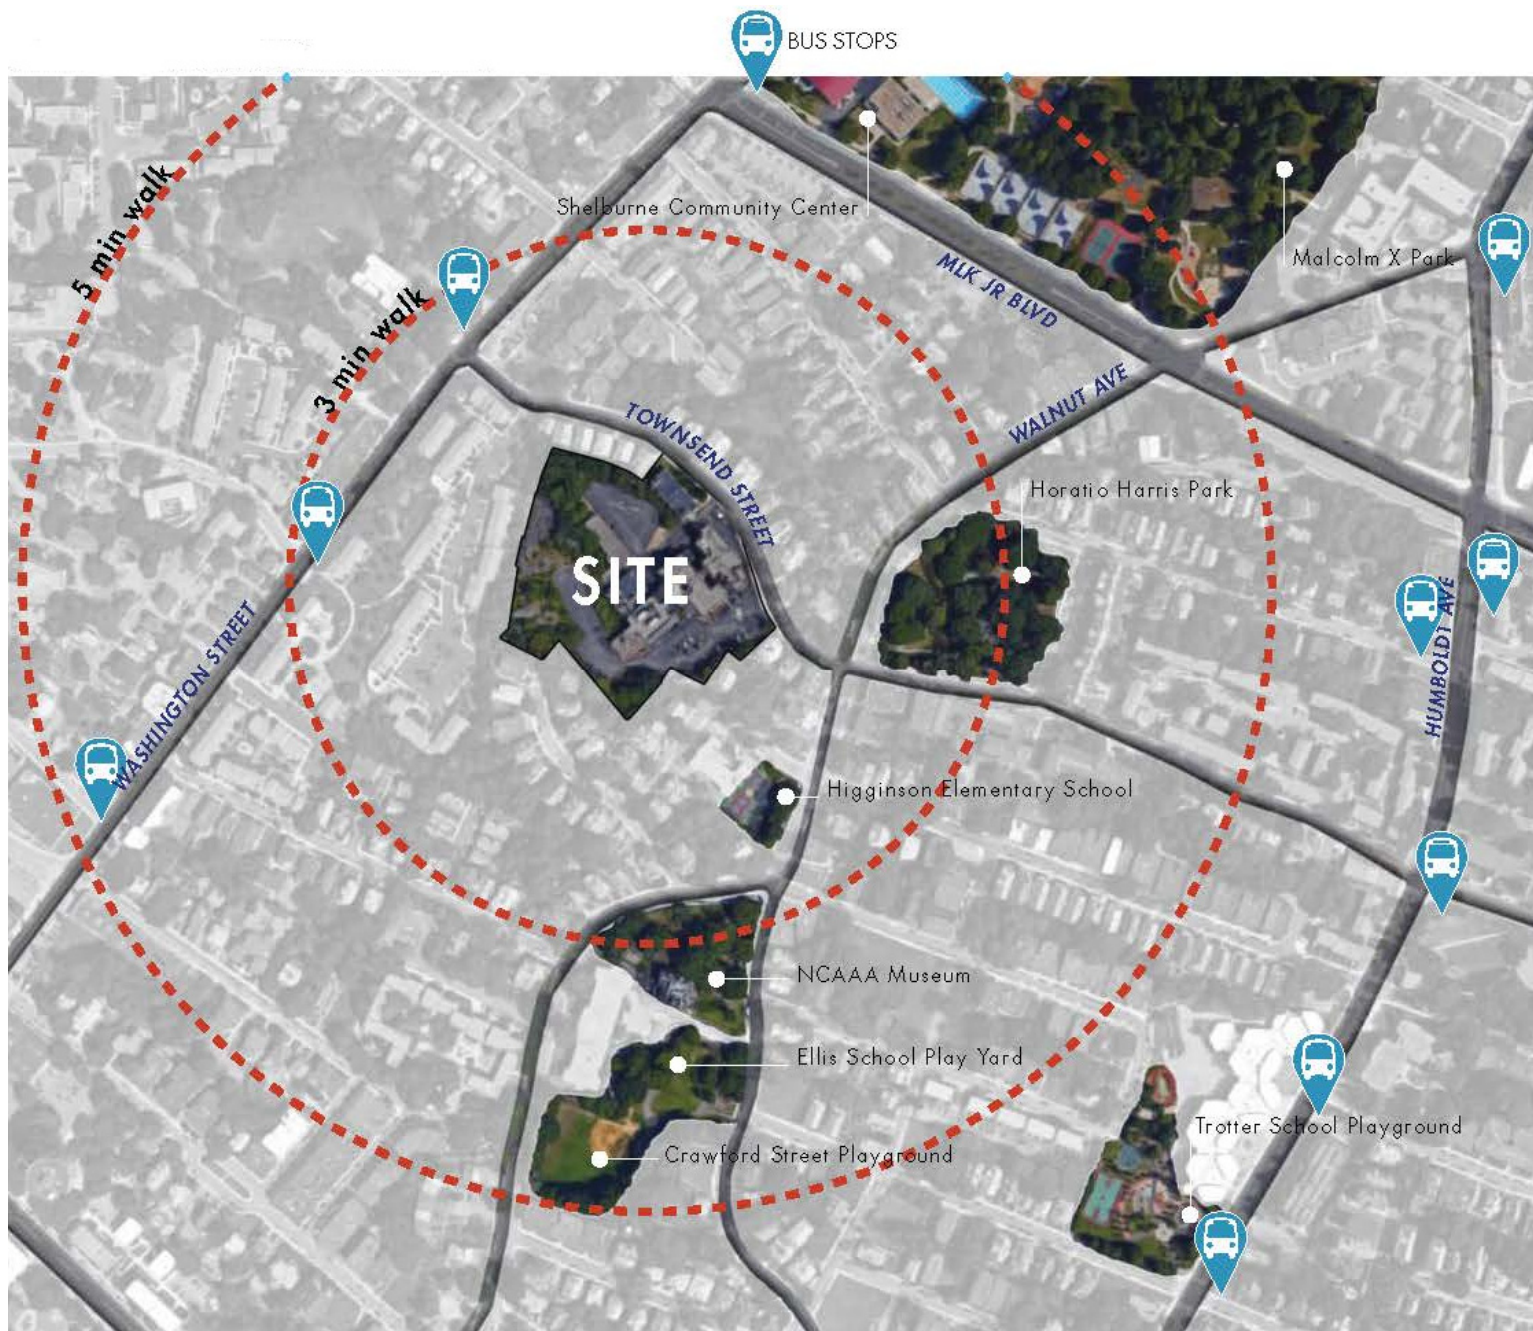 BUS STOPS
5 min walk
Shelburne Community Center
Malcolm X Park
MLK JR BLVD
3 min walk
WALNUT AVE
TOWNSEND STREET
Horatio Harris Park
SITE
HUMBOLDT AVE
WASHINGTON STREET
Higginson Elementary School
NCAAA Museum
Ellis School Play Yard
Trotter School Playground
Crawford Street Playground